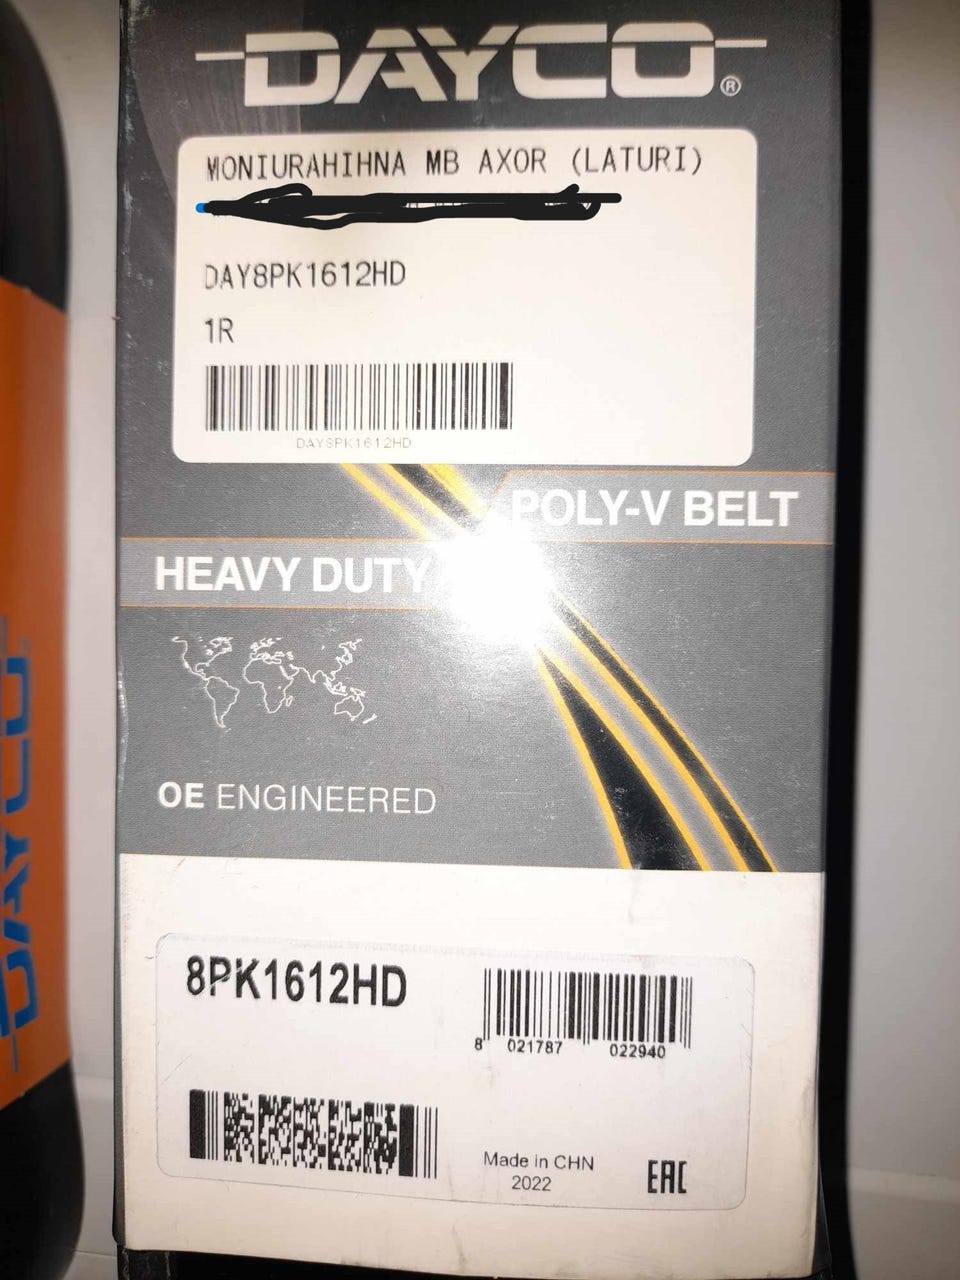 DAYCO®
MONIURAHIHNA MB AXOR (LATURI)
DAY8PK1612HD
1R
DAY8PK1612HD
POLY-V BELT
HEAVY DUTY
OE ENGINEERED
8PK1612HD
8 021787 022940
Made in CHN
2022
EAC
DAYCO